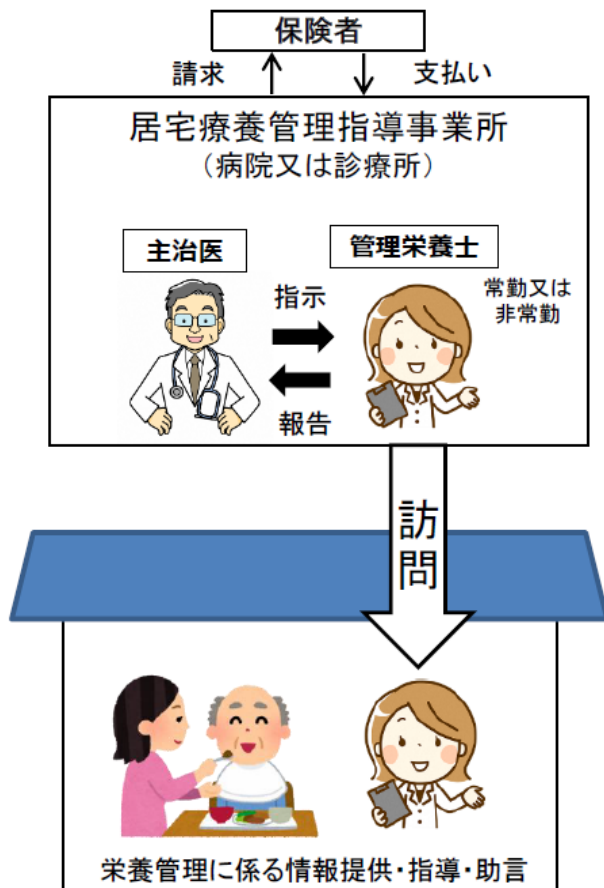 保険者
請求
支払い
居宅療養管理指導事業所
（病院又は診療所）
主治医
管理栄養士
指示
常勤又は
非常勤
報告
訪問
栄養管理に係る情報提供・指導・助言